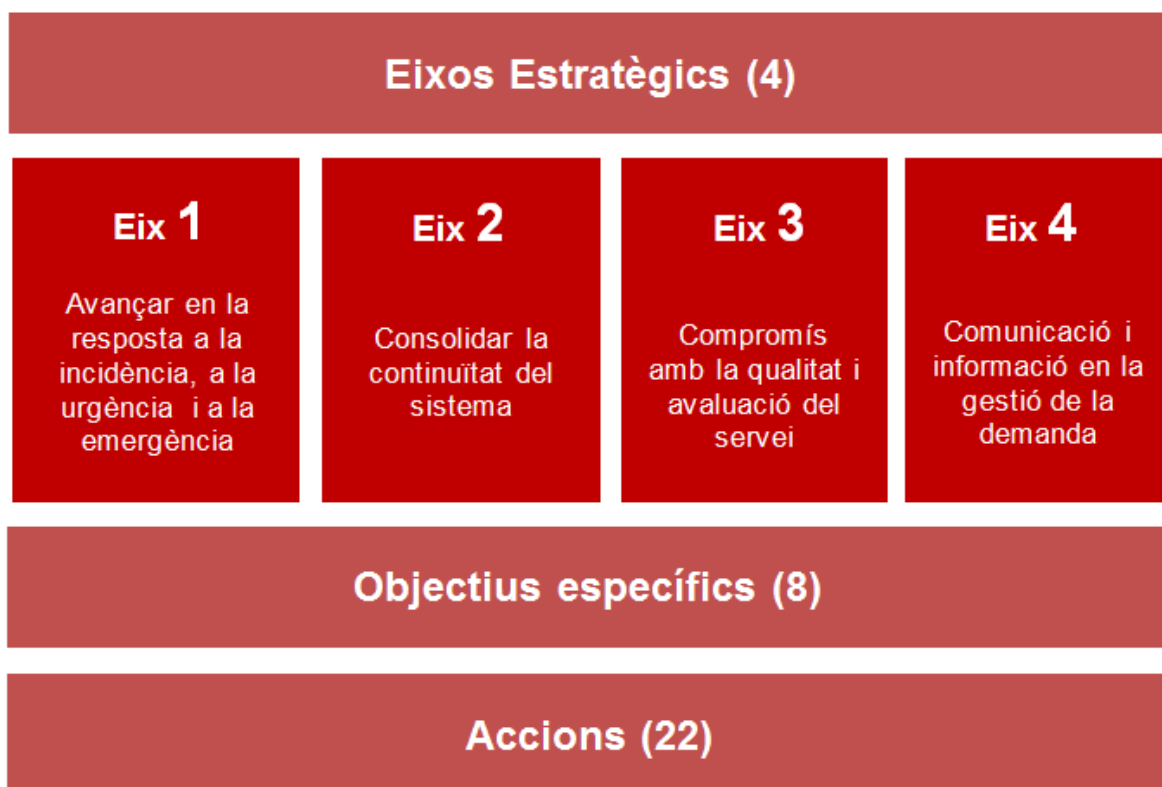 Eixos Estratègics (4)
Eix 1
Avançar en la
resposta a la
incidència, a la
urgència i a la
emergència
Eix 2
Consolidar la
continuïtat del
sistema
Eix 3
Compromís
amb la qualitat i
avaluació del
servei
Eix 4
Comunicació i
informació en la
gestió de la
demanda
Objectius específics (8)
Accions (22)